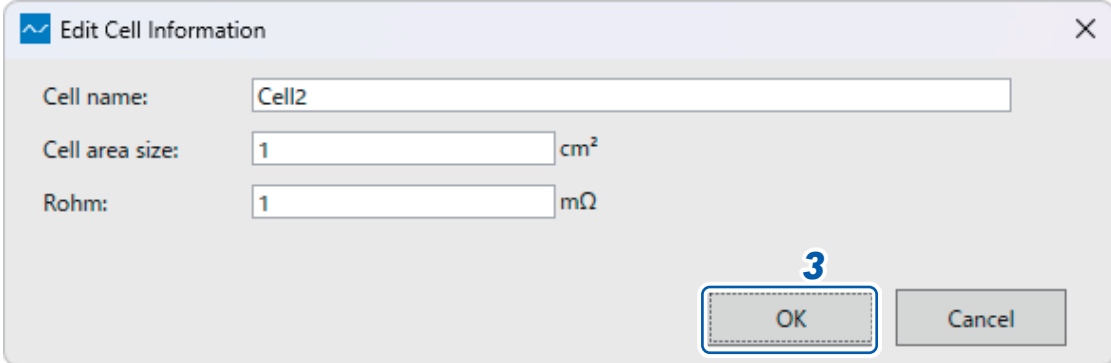 Edit Cell Information
Cell name: Cell2
Cell area size: 1 cm²
Rohm: 1 mΩ
3
OK Cancel